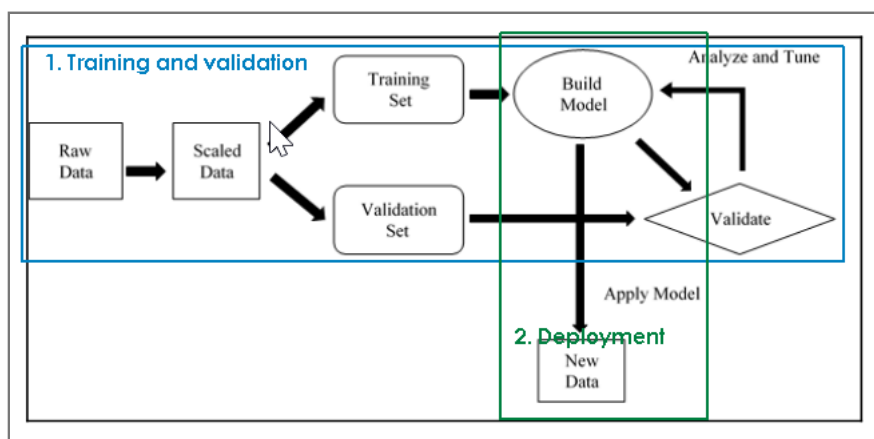 1. Training and validation
Analyze and Tune
Training
Set
Build
Model
Raw
Data
Scaled
Data
Validation
Set
Validate
Apply Model
2. Deployment
New
Data